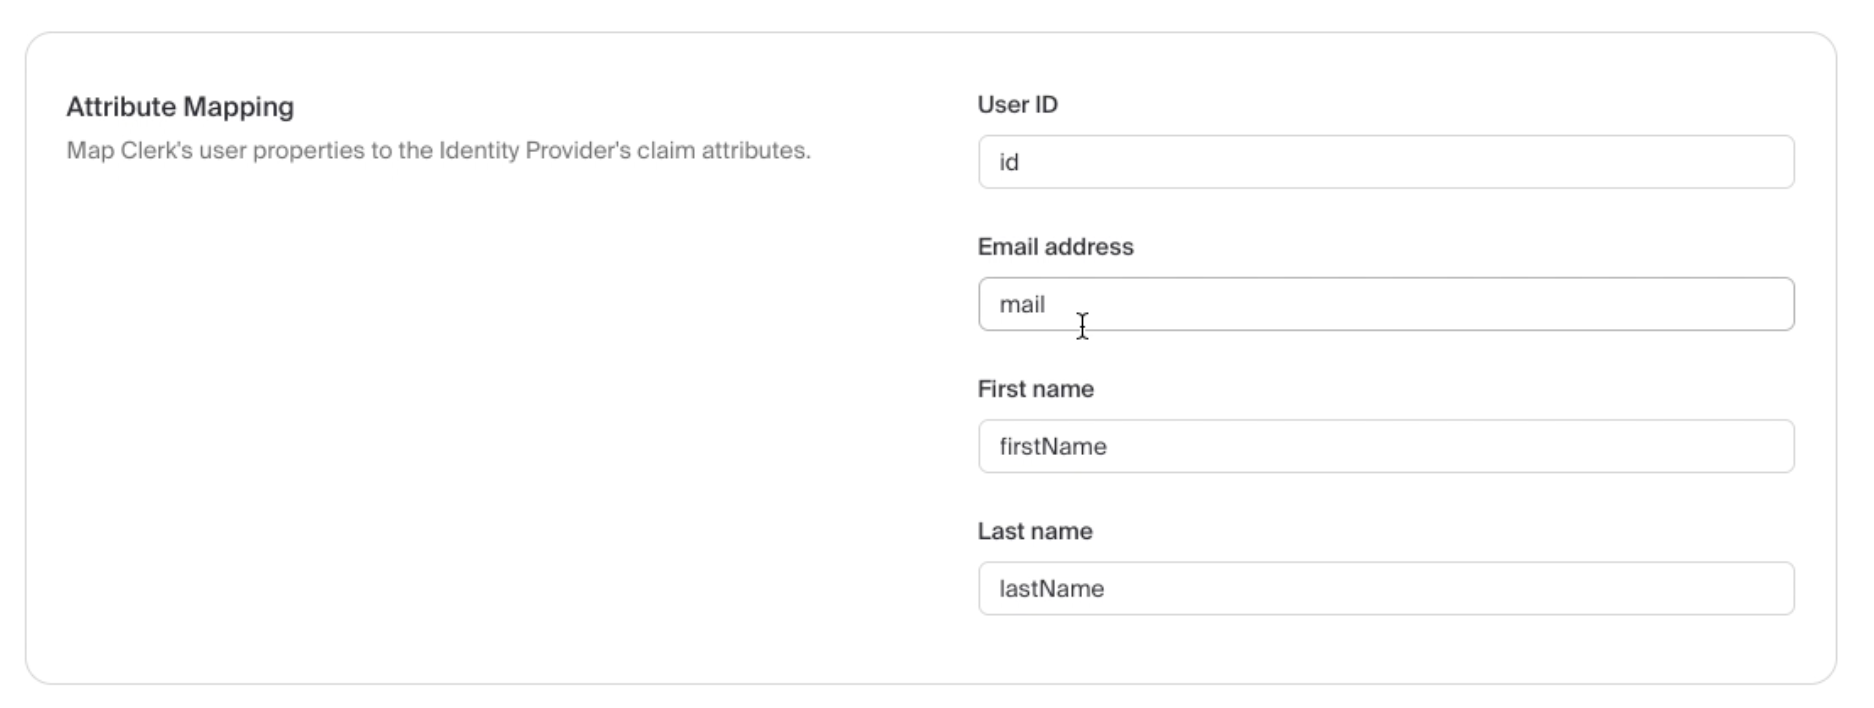 Attribute Mapping
Map Clerk's user properties to the Identity Provider's claim attributes.
User ID
id
Email address
mail
First name
firstName
Last name
lastName